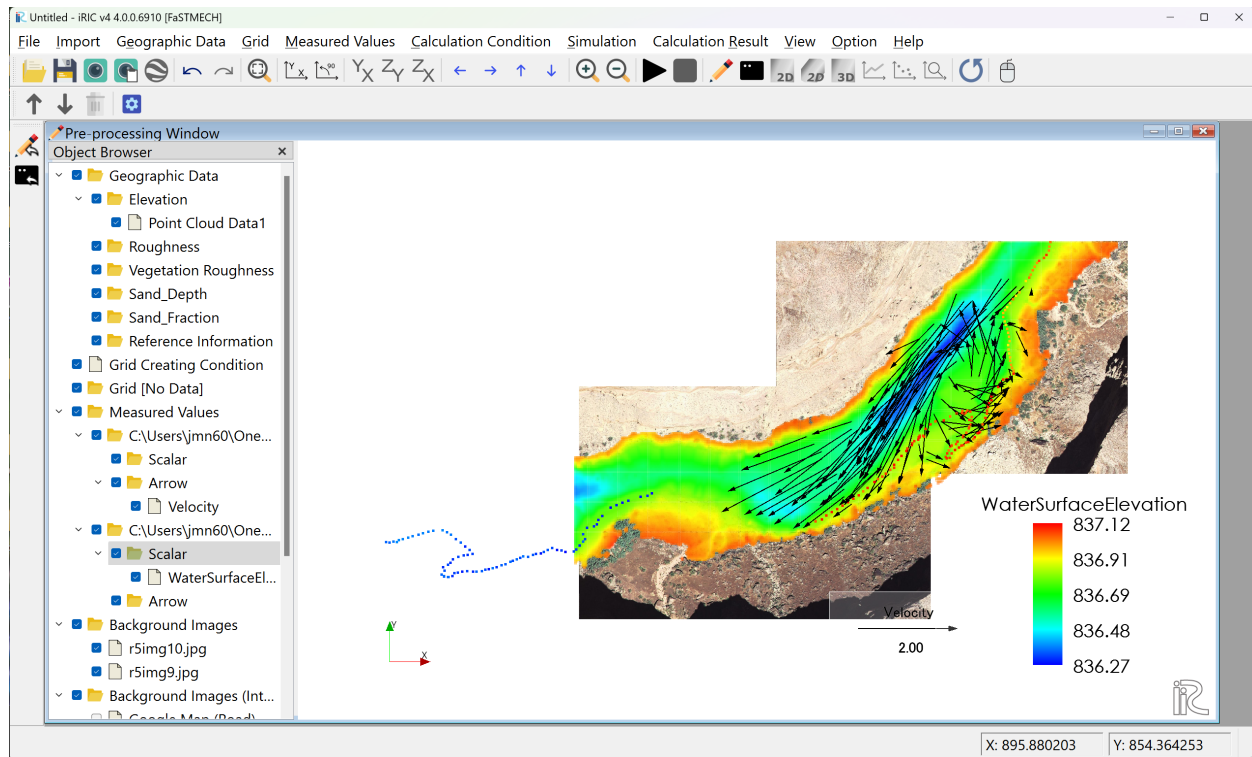 Untitled - iRIC v4 4.0.0.6910 [FaSTMECH]
File Import Geographic Data Grid Measured Values Calculation Condition Simulation Calculation Result View Option Help
Pre-processing Window
Object Browser
Geographic Data
Elevation
Point Cloud Data1
Roughness
Vegetation Roughness
Sand_Depth
Sand_Fraction
Reference Information
Grid Creating Condition
Grid [No Data]
Measured Values
C:\Users\jmn60\One...
Scalar
Arrow
Velocity
C:\Users\jmn60\One...
Scalar
WaterSurfaceEl...
Arrow
Background Images
r5img10.jpg
r5img9.jpg
Background Images (Int...
Google Map (Road)
Y
X
Velocity
2.00
WaterSurfaceElevation
837.12
836.91
836.69
836.48
836.27
iRIC
X: 895.880203 Y: 854.364253